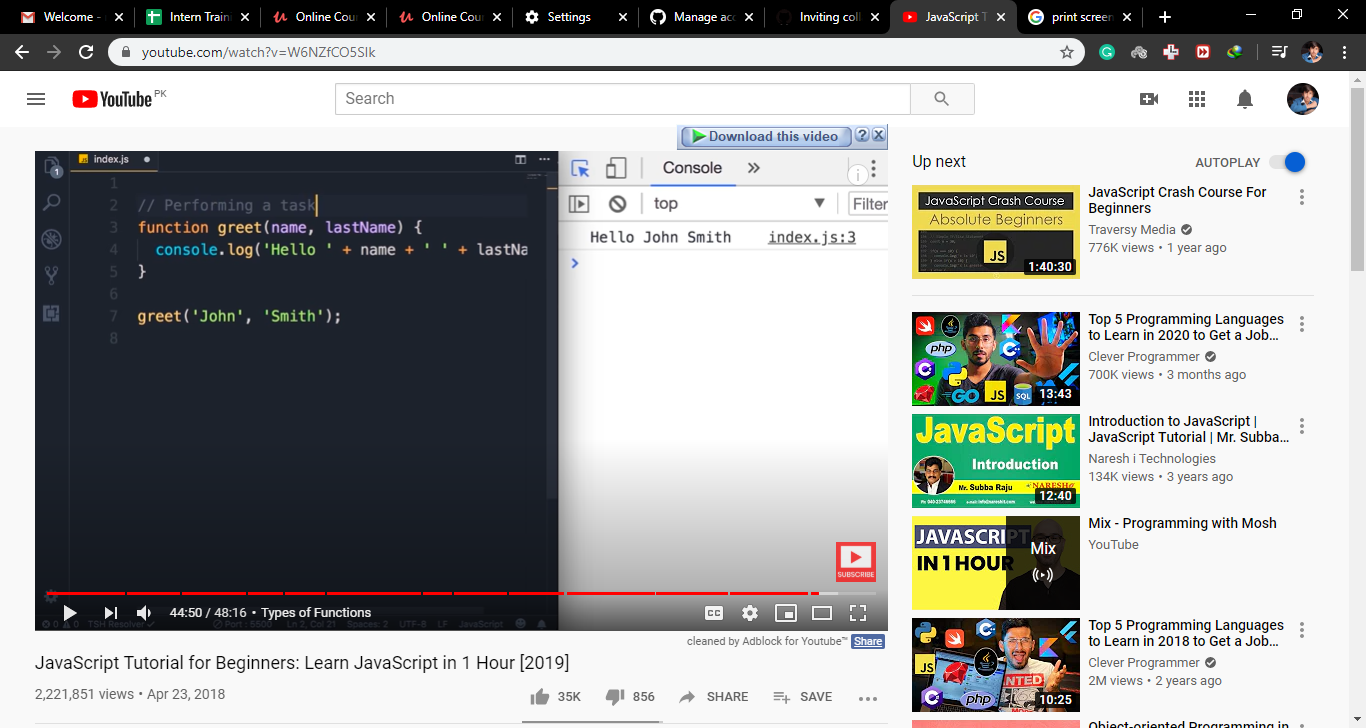 Welcome -
Intern Train
Online Cour
Online Cour
Settings
Manage acc
Inviting coll
JavaScript T
print screen
youtube.com/watch?v=W6NZfCO5SIk
YouTube PK
Search
Download this video ? X
index.js
Console
top
Filter
1
2 // Performing a task
3 function greet(name, lastName) {
4 console.log('Hello ' + name + ' ' + lastNa
5 }
6
7 greet('John', 'Smith');
8
Hello John Smith index.js:3
SUBSCRIBE
44:50 / 48:16 • Types of Functions
CC
cleaned by Adblock for Youtube™ Share
JavaScript Tutorial for Beginners: Learn JavaScript in 1 Hour [2019]
2,221,851 views • Apr 23, 2018
35K
856
SHARE
SAVE
Up next
AUTOPLAY
JavaScript Crash Course
Absolute Beginners
JS
1:40:30
JavaScript Crash Course For
Beginners
Traversy Media
776K views • 1 year ago
php
JS
SQL
13:43
Top 5 Programming Languages
to Learn in 2020 to Get a Job…
Clever Programmer
700K views • 3 months ago
JavaScript
Introduction
Mr. Subba Raju
NARESH
12:40
Introduction to JavaScript |
JavaScript Tutorial | Mr. Subba…
Naresh i Technologies
134K views • 3 years ago
JAVASCRIPT
IN 1 HOUR
Mix
Mix - Programming with Mosh
YouTube
JS
php
10:25
Top 5 Programming Languages
to Learn in 2018 to Get a Job…
Clever Programmer
2M views • 2 years ago
Object-oriented Programming in